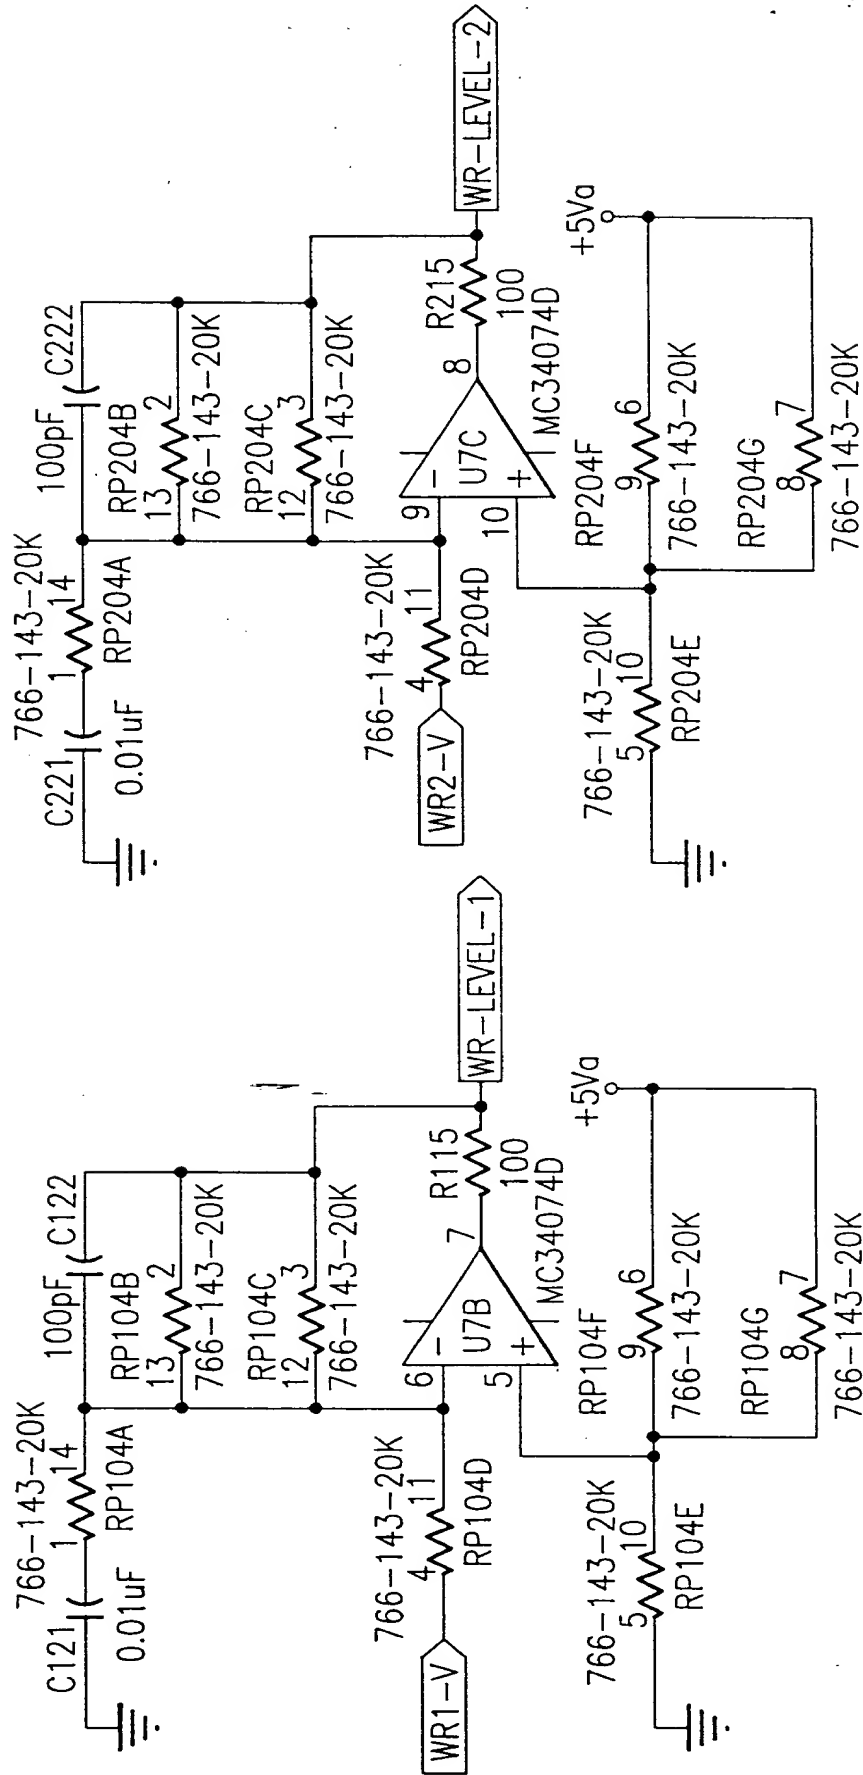 C121
0.01uF
766-143-20K
1 14
RP104A
100pF
C122
RP104B
13 2
766-143-20K
RP104C
12 3
766-143-20K
WR1-V
766-143-20K
4 11
RP104D
6
5
-
+
U7B
7
MC34074D
R115
100
WR-LEVEL-1
766-143-20K
5 10
RP104E
RP104F
9 6
766-143-20K
RP104G
8 7
766-143-20K
+5Va
C221
0.01uF
766-143-20K
1 14
RP204A
100pF
C222
RP204B
13 2
766-143-20K
RP204C
12 3
766-143-20K
WR2-V
766-143-20K
4 11
RP204D
9
10
-
+
U7C
8
MC34074D
R215
100
WR-LEVEL-2
766-143-20K
5 10
RP204E
RP204F
9 6
766-143-20K
RP204G
8 7
766-143-20K
+5Va